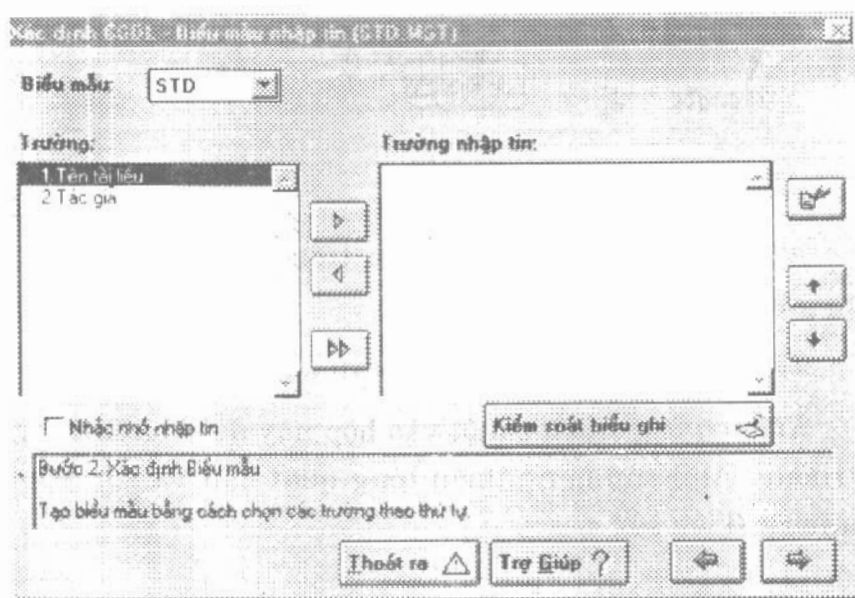 Xác định CSDL - Biểu mẫu nhập tin (STD.MST)
Biểu mẫu:
STD
Trường:
Trường nhập tin:
1 Tên tài liệu
2 Tác giả
Nhắc nhở nhập tin
Kiểm soát biểu ghi
Bước 2. Xác định Biểu mẫu
Tạo biểu mẫu bằng cách chọn các trường theo thứ tự.
Thoát ra
Trợ Giúp ?